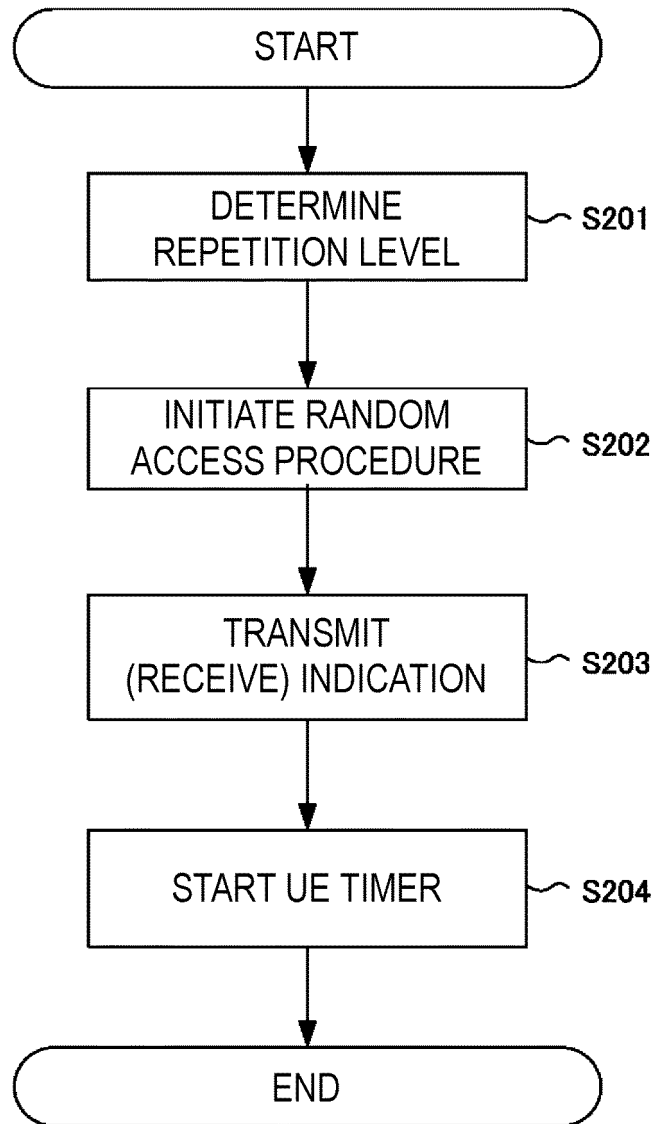 START
DETERMINE
REPETITION LEVEL
S201
INITIATE RANDOM
ACCESS PROCEDURE
S202
TRANSMIT
(RECEIVE) INDICATION
S203
START UE TIMER
S204
END